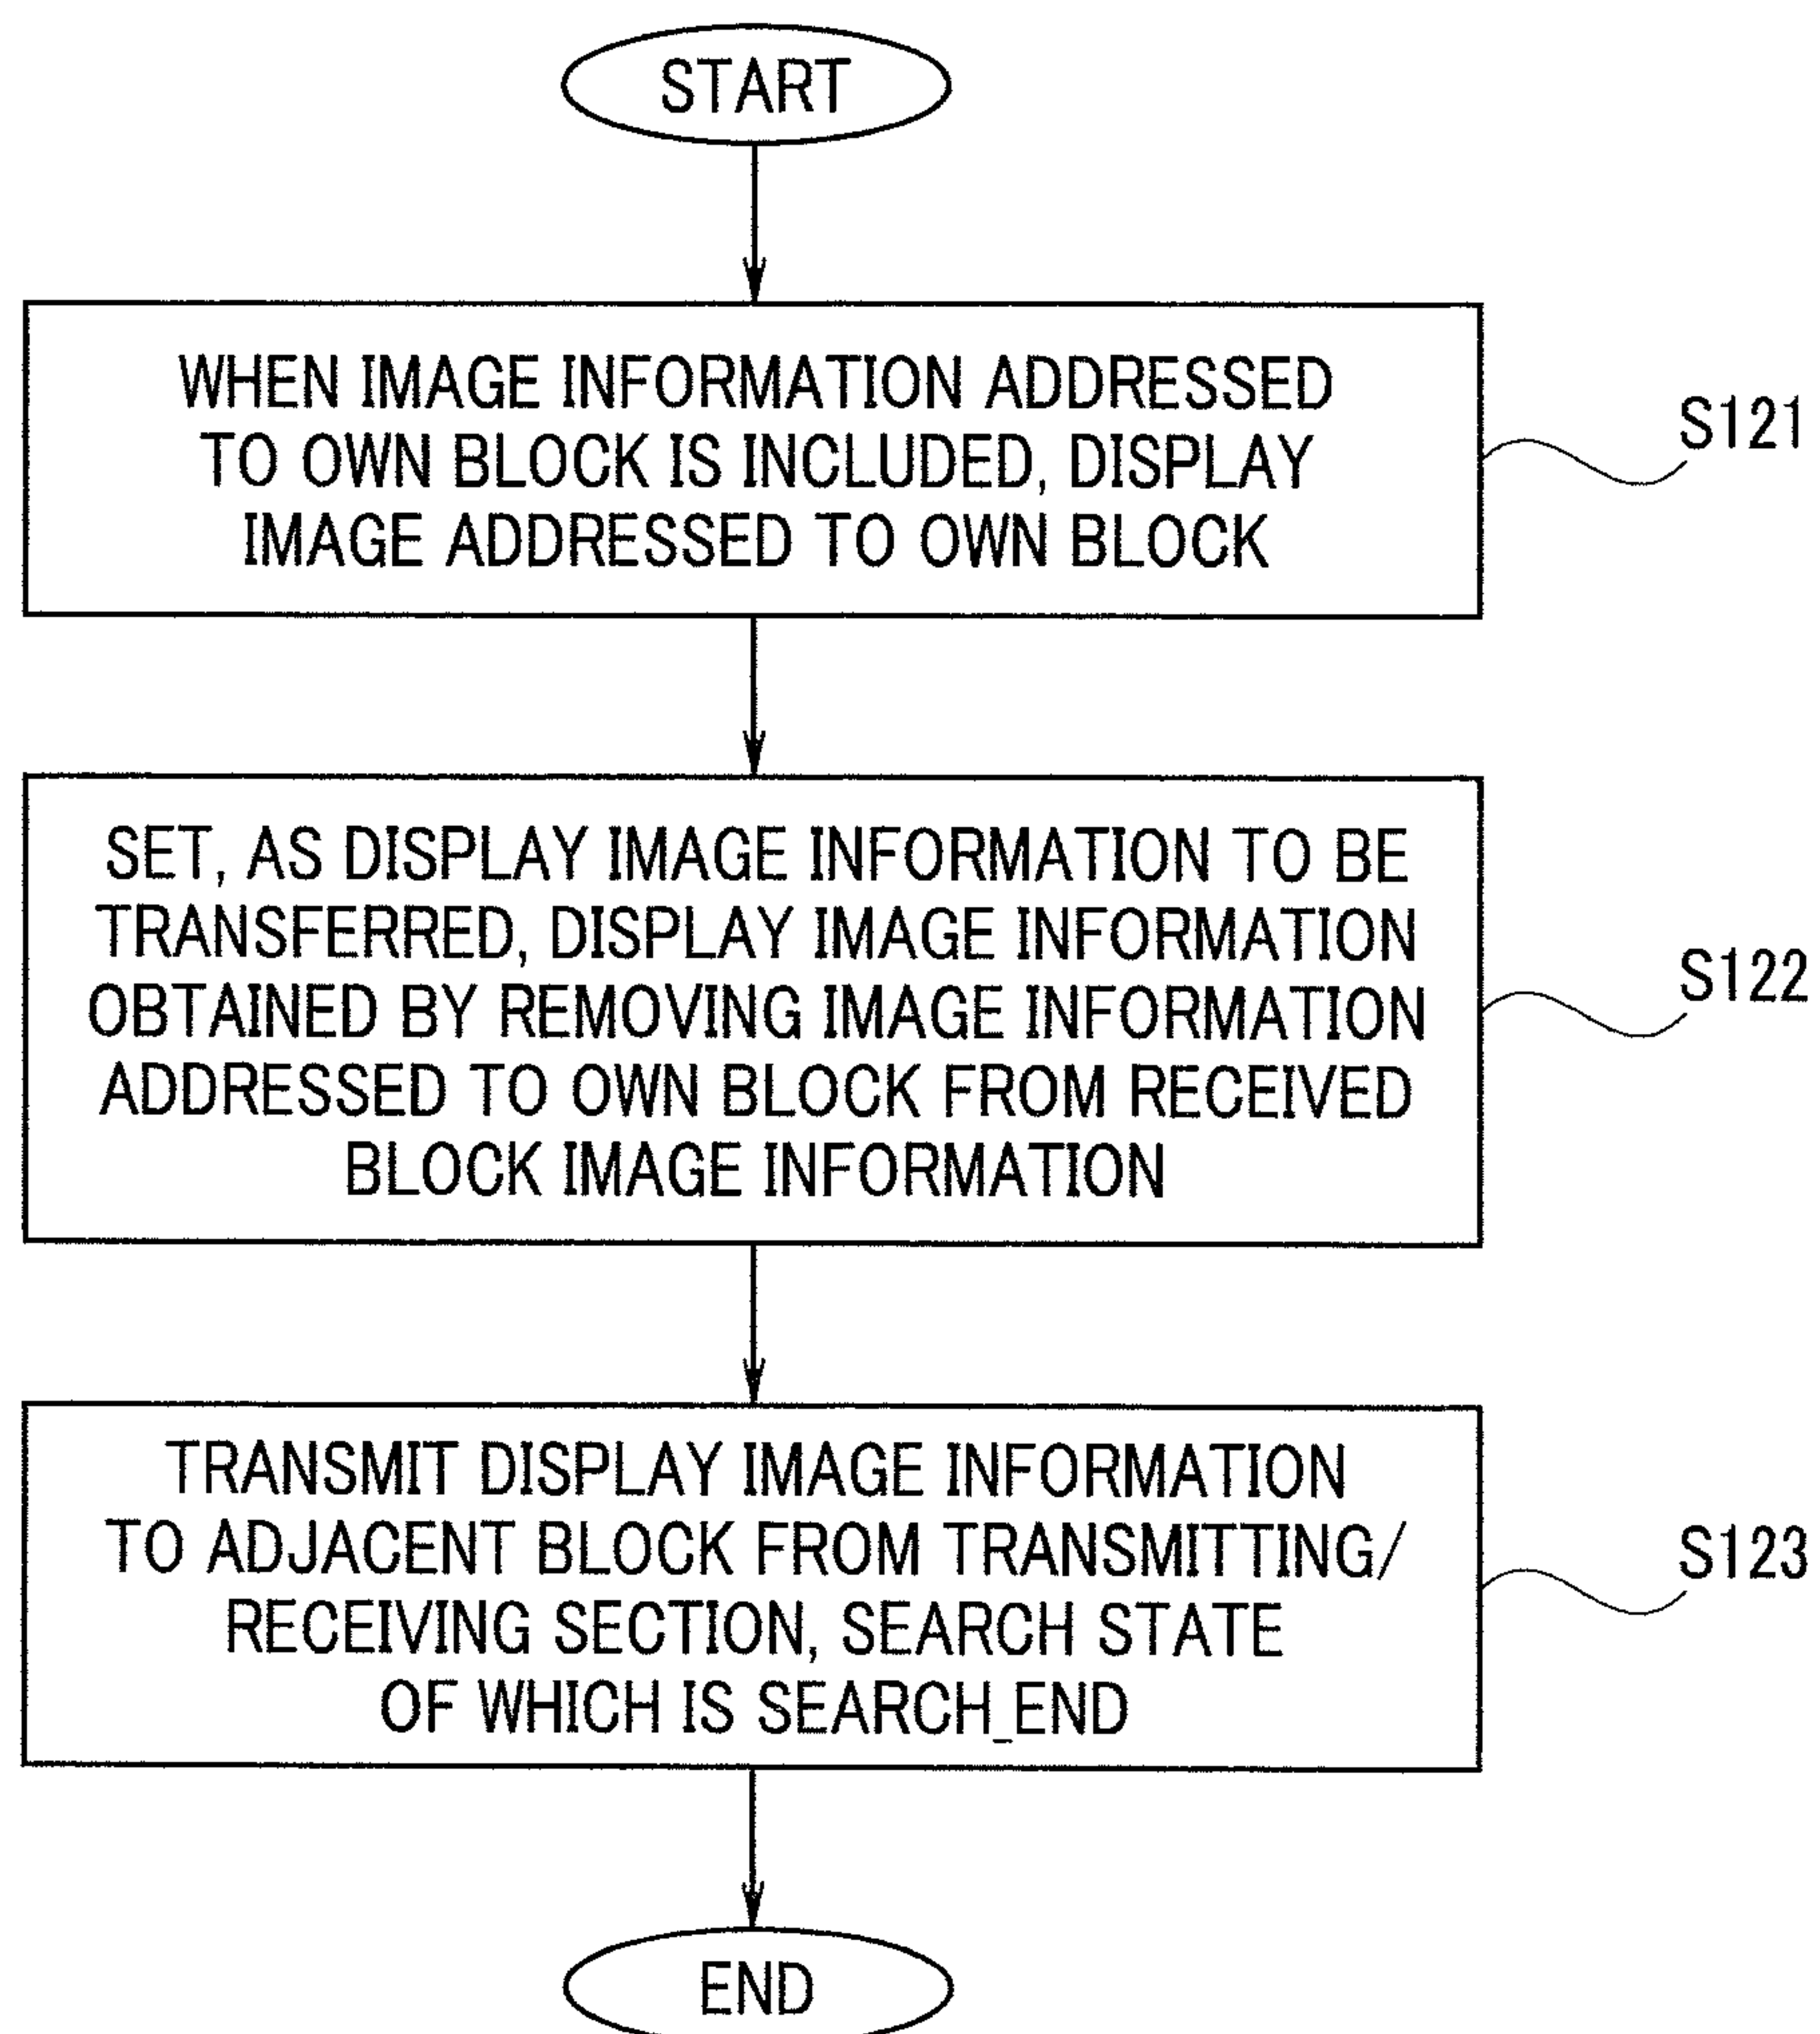 START
WHEN IMAGE INFORMATION ADDRESSED
TO OWN BLOCK IS INCLUDED, DISPLAY
IMAGE ADDRESSED TO OWN BLOCK
S121
SET, AS DISPLAY IMAGE INFORMATION TO BE
TRANSFERRED, DISPLAY IMAGE INFORMATION
OBTAINED BY REMOVING IMAGE INFORMATION
ADDRESSED TO OWN BLOCK FROM RECEIVED
BLOCK IMAGE INFORMATION
S122
TRANSMIT DISPLAY IMAGE INFORMATION
TO ADJACENT BLOCK FROM TRANSMITTING/
RECEIVING SECTION, SEARCH STATE
OF WHICH IS SEARCH_END
S123
END